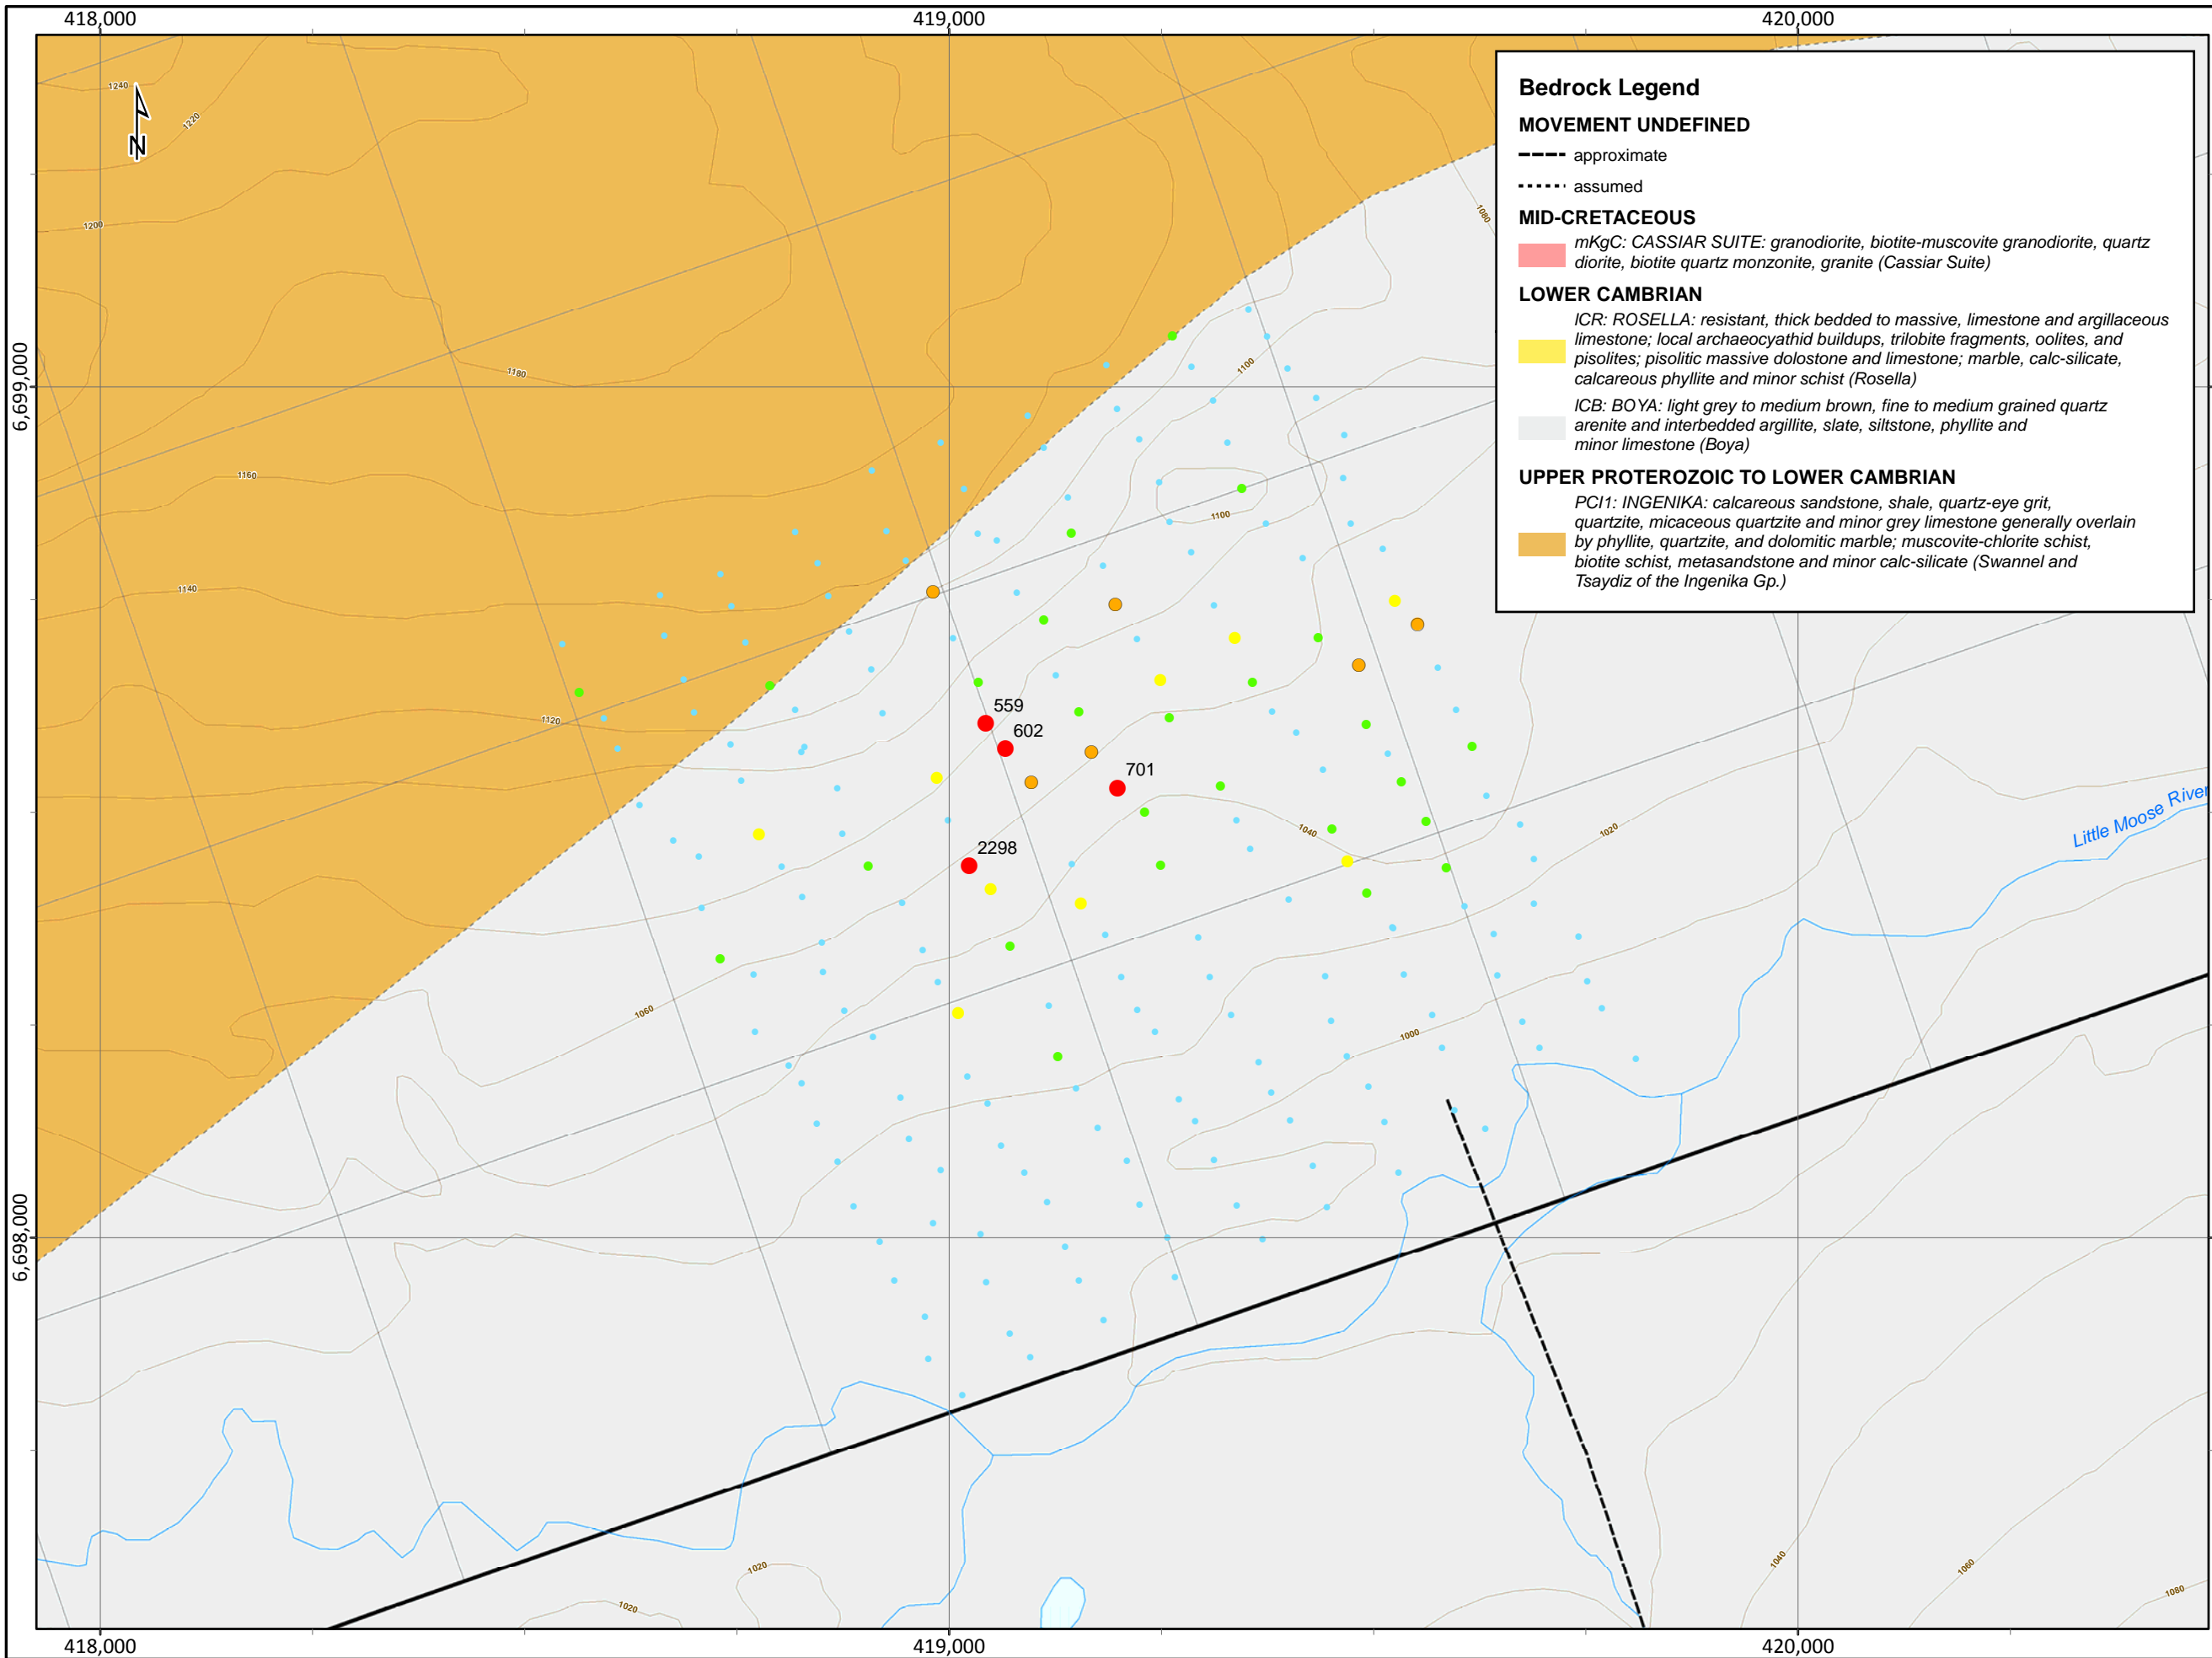 418,000
419,000
420,000
Bedrock Legend
MOVEMENT UNDEFINED
approximate
assumed
MID-CRETACEOUS
mKgC: CASSIAR SUITE: granodiorite, biotite-muscovite granodiorite, quartz
diorite, biotite quartz monzonite, granite (Cassiar Suite)
LOWER CAMBRIAN
lCR: ROSELLA: resistant, thick bedded to massive, limestone and argillaceous
limestone; local archaeocyathid buildups, trilobite fragments, oolites, and
pisolites; pisolitic massive dolostone and limestone; marble, calc-silicate,
calcareous phyllite and minor schist (Rosella)
lCB: BOYA: light grey to medium brown, fine to medium grained quartz
arenite and interbedded argillite, slate, siltstone, phyllite and
minor limestone (Boya)
UPPER PROTEROZOIC TO LOWER CAMBRIAN
PCI1: INGENIKA: calcareous sandstone, shale, quartz-eye grit,
quartzite, micaceous quartzite and minor grey limestone generally overlain
by phyllite, quartzite, and dolomitic marble; muscovite-chlorite schist,
biotite schist, metasandstone and minor calc-silicate (Swannel and
Tsaydiz of the Ingenika Gp.)
1240
1220
N
1200
1080
6,699,000
1180
1100
1160
1100
1140
1120
559
602
701
2298
1040
1020
Little Moose River
1060
1000
6,698,000
1020
1020
1040
1060
1080
418,000
419,000
420,000